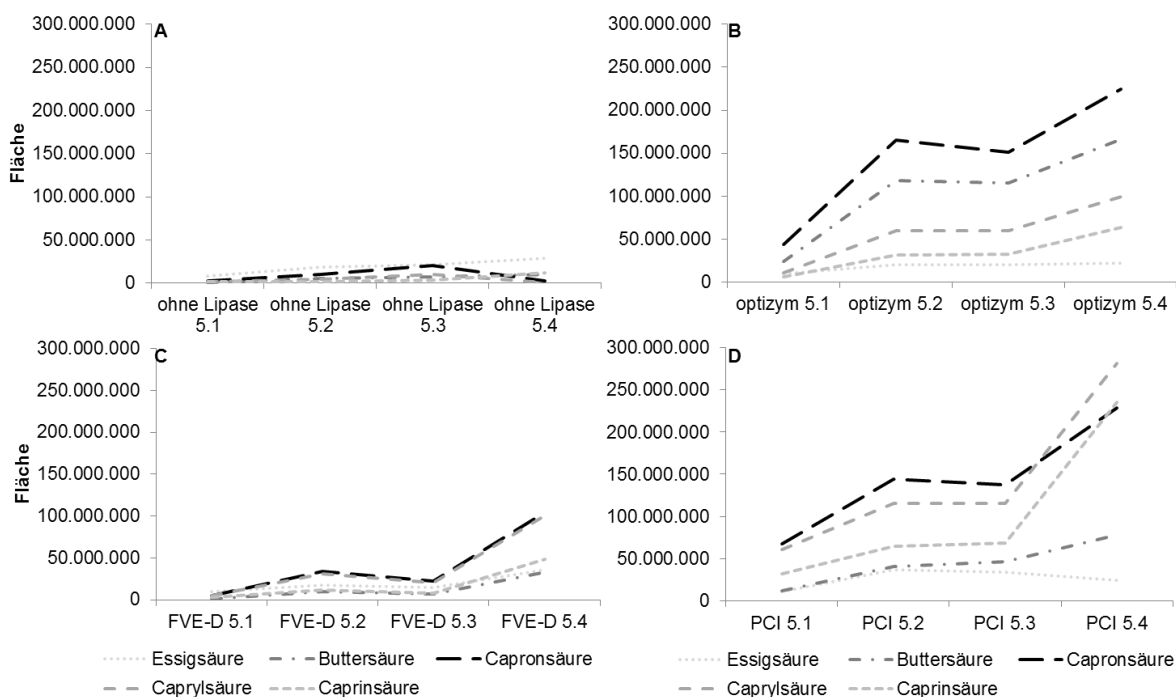 A
300.000.000
250.000.000
200.000.000
150.000.000
100.000.000
50.000.000
0
Fläche
ohne Lipase 5.1
ohne Lipase 5.2
ohne Lipase 5.3
ohne Lipase 5.4
B
300.000.000
250.000.000
200.000.000
150.000.000
100.000.000
50.000.000
0
optizym 5.1
optizym 5.2
optizym 5.3
optizym 5.4
C
300.000.000
250.000.000
200.000.000
150.000.000
100.000.000
50.000.000
0
Fläche
FVE-D 5.1
FVE-D 5.2
FVE-D 5.3
FVE-D 5.4
Essigsäure
Buttersäure
Capronsäure
Caprylsäure
Caprinsäure
D
300.000.000
250.000.000
200.000.000
150.000.000
100.000.000
50.000.000
0
PCI 5.1
PCI 5.2
PCI 5.3
PCI 5.4
Essigsäure
Buttersäure
Capronsäure
Caprylsäure
Caprinsäure